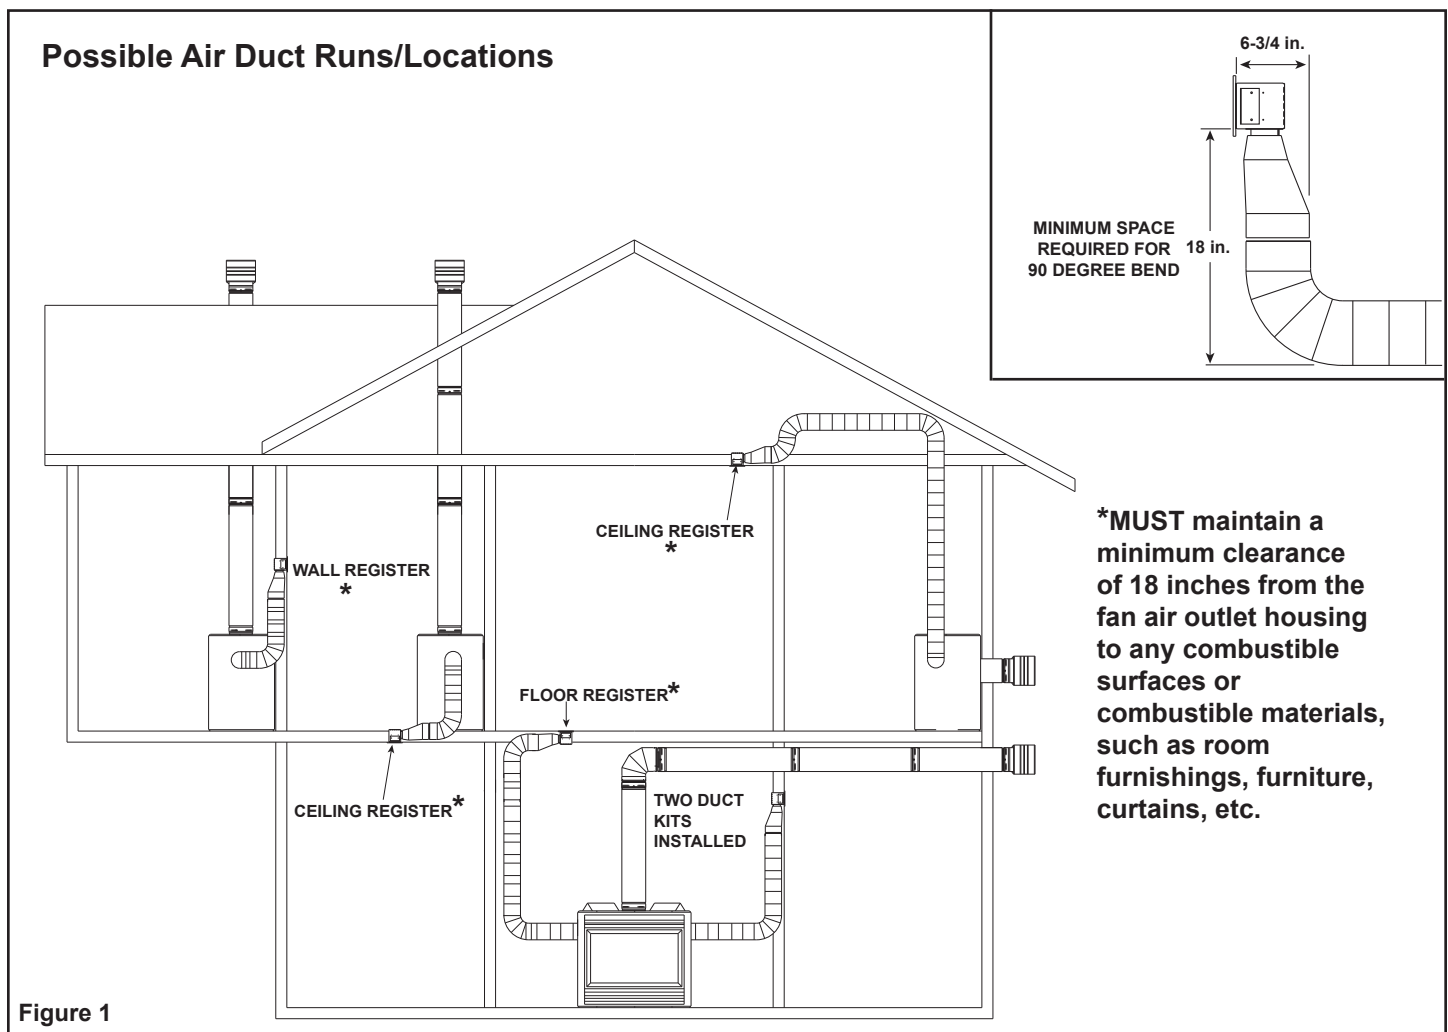 Possible Air Duct Runs/Locations
6-3/4 in.
MINIMUM SPACE
REQUIRED FOR
90 DEGREE BEND
18 in.
CEILING REGISTER
*
WALL REGISTER
*
*MUST maintain a
minimum clearance
of 18 inches from the
fan air outlet housing
to any combustible
surfaces or
combustible materials,
such as room
furnishings, furniture,
curtains, etc.
FLOOR REGISTER*
CEILING REGISTER*
TWO DUCT
KITS
INSTALLED
Figure 1